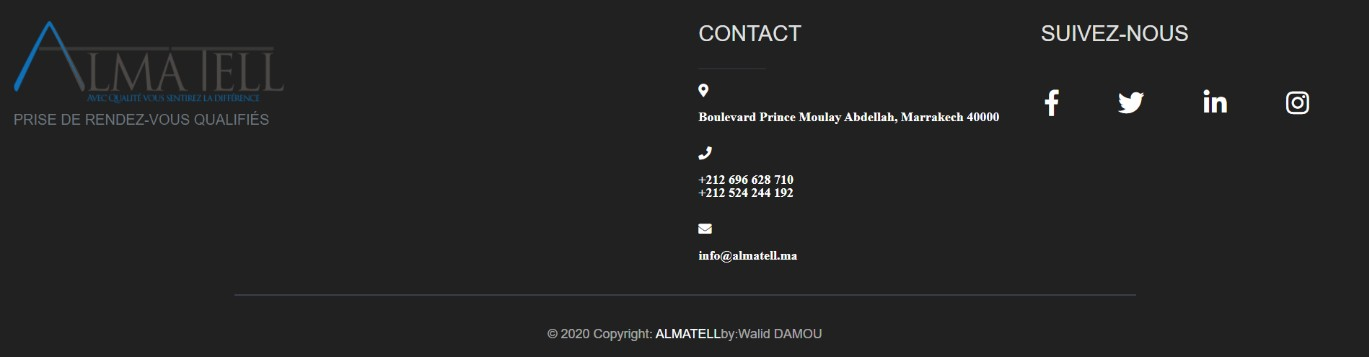 ALMATELL
AVEC QUALITÉ VOUS SENTIREZ LA DIFFÉRENCE
PRISE DE RENDEZ-VOUS QUALIFIÉS
CONTACT
Boulevard Prince Moulay Abdellah, Marrakech 40000
+212 696 628 710
+212 524 244 192
info@almatell.ma
SUIVEZ-NOUS
© 2020 Copyright: ALMATELLby:Walid DAMOU